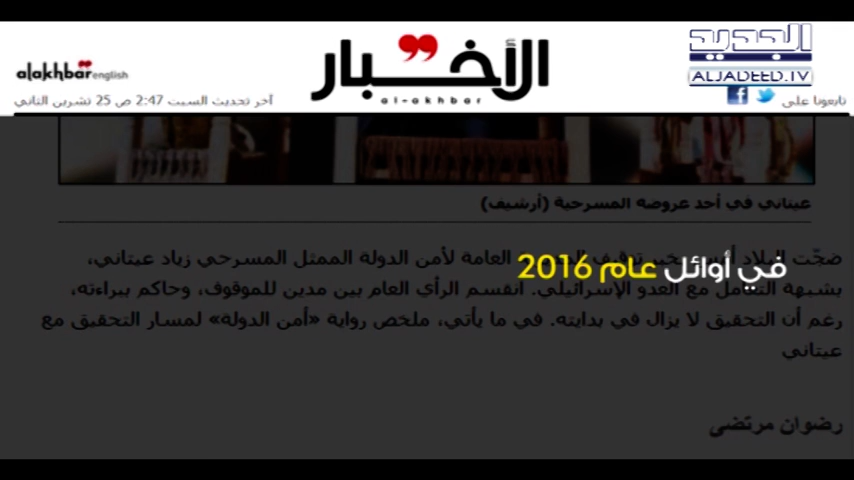 الأخبار
al-akhbar
alakhbar english
الجديد
ALJADEED.TV
تابعونا على
آخر تحديث السبت 2:47 ص 25 تشرين الثاني
عيتاني في أحد عروضه المسرحية (أرشيف)
في أوائل عام 2016
ضجّت البلاد العامة لأمن الدولة الممثل المسرحي زياد عيتاني،
بشبهة التعامل مع العدو الإسرائيلي. انقسم الرأي العام بين مدين للموقوف، وحاكم ببراءته،
رغم أن التحقيق لا يزال في بدايته. في ما يأتي، ملخص رواية «أمن الدولة» لمسار التحقيق مع
عيتاني
رضوان مرتضى